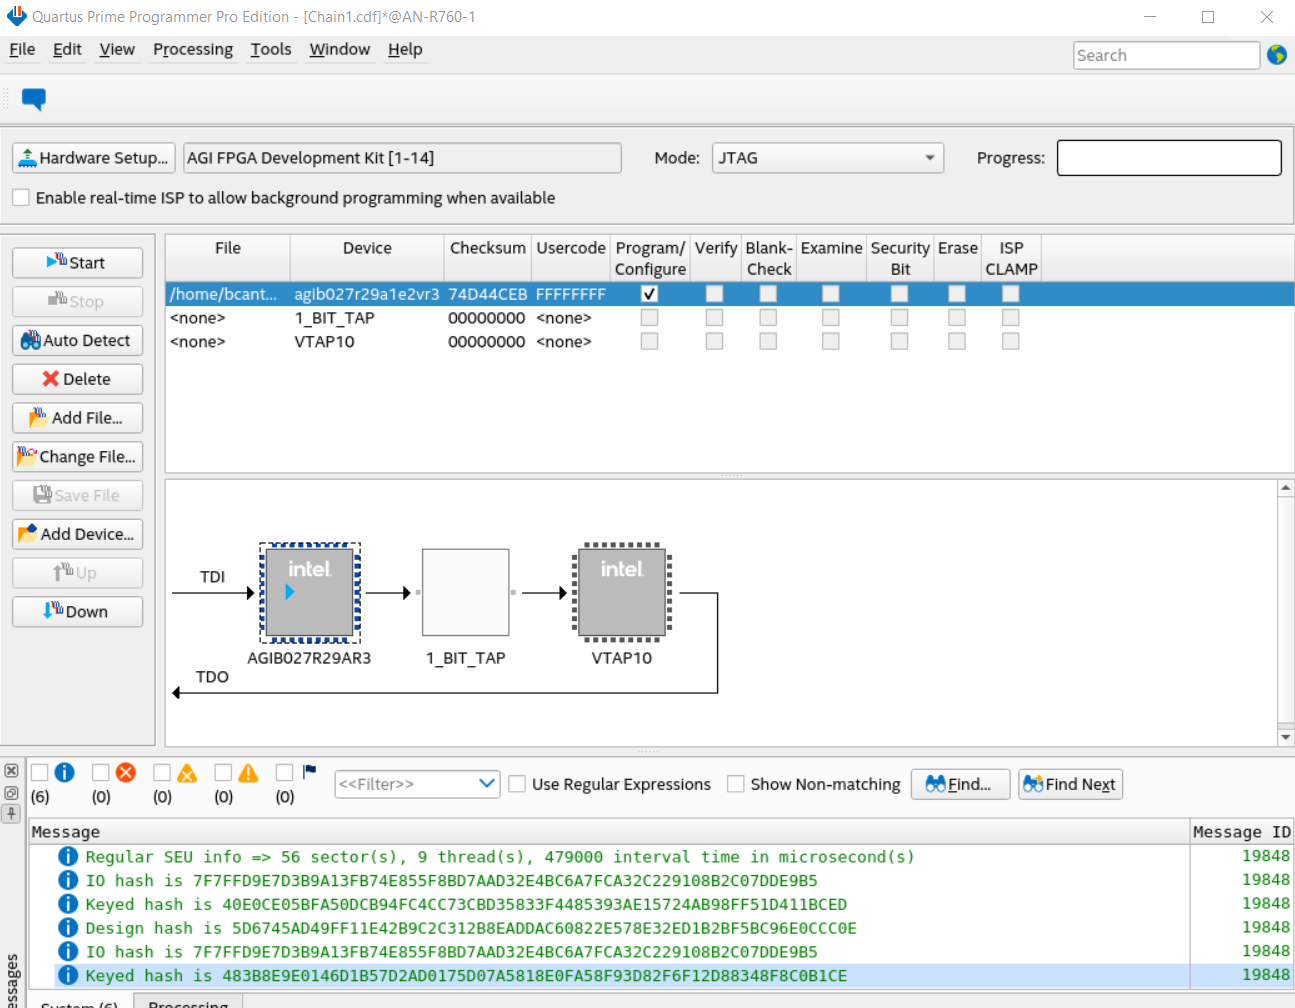 Quartus Prime Programmer Pro Edition - [Chain1.cdf]*@AN-R760-1
File Edit View Processing Tools Window Help
Search
Hardware Setup... AGI FPGA Development Kit [1-14] Mode: JTAG Progress:
Enable real-time ISP to allow background programming when available
Start
Stop
Auto Detect
Delete
Add File...
Change File...
Save File
Add Device...
Up
Down
File Device Checksum Usercode Program/ Verify Blank- Examine Security Erase ISP
Configure Check Bit CLAMP
/home/bcant... agib027r29a1e2vr3 74D44CEB FFFFFFFF
<none> 1_BIT_TAP 00000000 <none>
<none> VTAP10 00000000 <none>
intel. intel.
TDI
AGIB027R29AR3 1_BIT_TAP VTAP10
TDO
(6) (0) (0) (0) (0)
<<Filter>> Use Regular Expressions Show Non-matching Find... Find Next
Message Message ID
Regular SEU info => 56 sector(s), 9 thread(s), 479000 interval time in microsecond(s) 19848
IO hash is 7F7FFD9E7D3B9A13FB74E855F8BD7AAD32E4BC6A7FCA32C229108B2C07DDE9B5 19848
Keyed hash is 40E0CE05BFA50DCB94FC4CC73CBD35833F4485393AE15724AB98FF51D411BCED 19848
Design hash is 5D6745AD49FF11E42B9C2C312B8EADDAC60822E578E32ED1B2BF5BC96E0CCC0E 19848
IO hash is 7F7FFD9E7D3B9A13FB74E855F8BD7AAD32E4BC6A7FCA32C229108B2C07DDE9B5 19848
Keyed hash is 483B8E9E0146D1B57D2AD0175D07A5818E0FA58F93D82F6F12D88348F8C0B1CE 19848
System (6) Processing